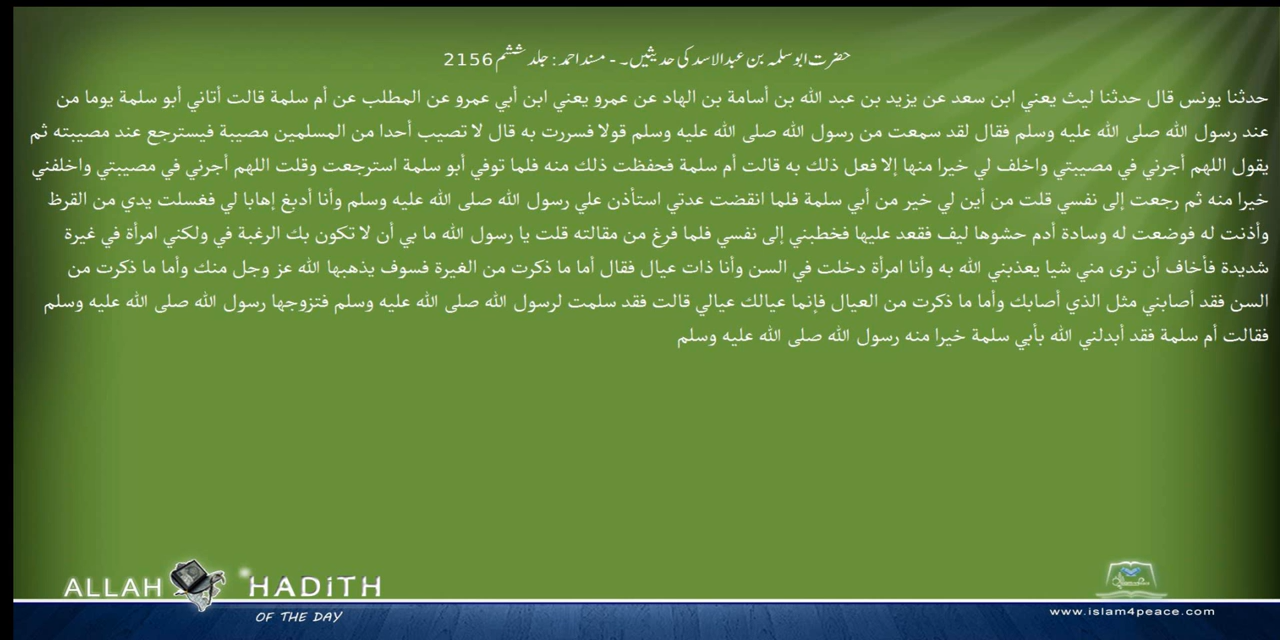 حضرت ابو سلمہ بن عبدالاسد کی حدیثیں۔ - مسند احمد : جلد ششم 2156
حدثنا يونس قال حدثنا ليث يعني ابن سعد عن يزيد بن عبد الله بن أسامة بن الهاد عن عمرو يعني ابن أبي عمرو عن المطلب عن أم سلمة قالت أتاني أبو سلمة يوما من
عند رسول الله صلى الله عليه وسلم فقال لقد سمعت من رسول الله صلى الله عليه وسلم قولا فسررت به قال لا تصيب أحدا من المسلمين مصيبة فيسترجع عند مصيبته ثم
يقول اللهم أجرني في مصيبتي واخلف لي خيرا منها إلا فعل ذلك به قالت أم سلمة فحفظت ذلك منه فلما توفي أبو سلمة استرجعت وقلت اللهم أجرني في مصيبتي واخلفني
خيرا منه ثم رجعت إلى نفسي قلت من أين لي خير من أبي سلمة فلما انقضت عدتي استأذن علي رسول الله صلى الله عليه وسلم وأنا أدبغ إهابا لي فغسلت يدي من القرظ
وأذنت له فوضعت له وسادة أدم حشوها ليف فقعد عليها فخطبني إلى نفسي فلما فرغ من مقالته قلت يا رسول الله ما بي أن لا تكون بك الرغبة في ولكني امرأة في غيرة
شديدة فأخاف أن ترى مني شيا يعذبني الله به وأنا امرأة دخلت في السن وأنا ذات عيال فقال أما ما ذكرت من الغيرة فسوف يذهبها الله عز وجل منك وأما ما ذكرت من
السن فقد أصابني مثل الذي أصابك وأما ما ذكرت من العيال فإنما عيالك عيالي قالت فقد سلمت لرسول الله صلى الله عليه وسلم فتزوجها رسول الله صلى الله عليه وسلم
فقالت أم سلمة فقد أبدلني الله بأبي سلمة خيرا منه رسول الله صلى الله عليه وسلم
ALLAH HADITH
OF THE DAY
www.islam4peace.com